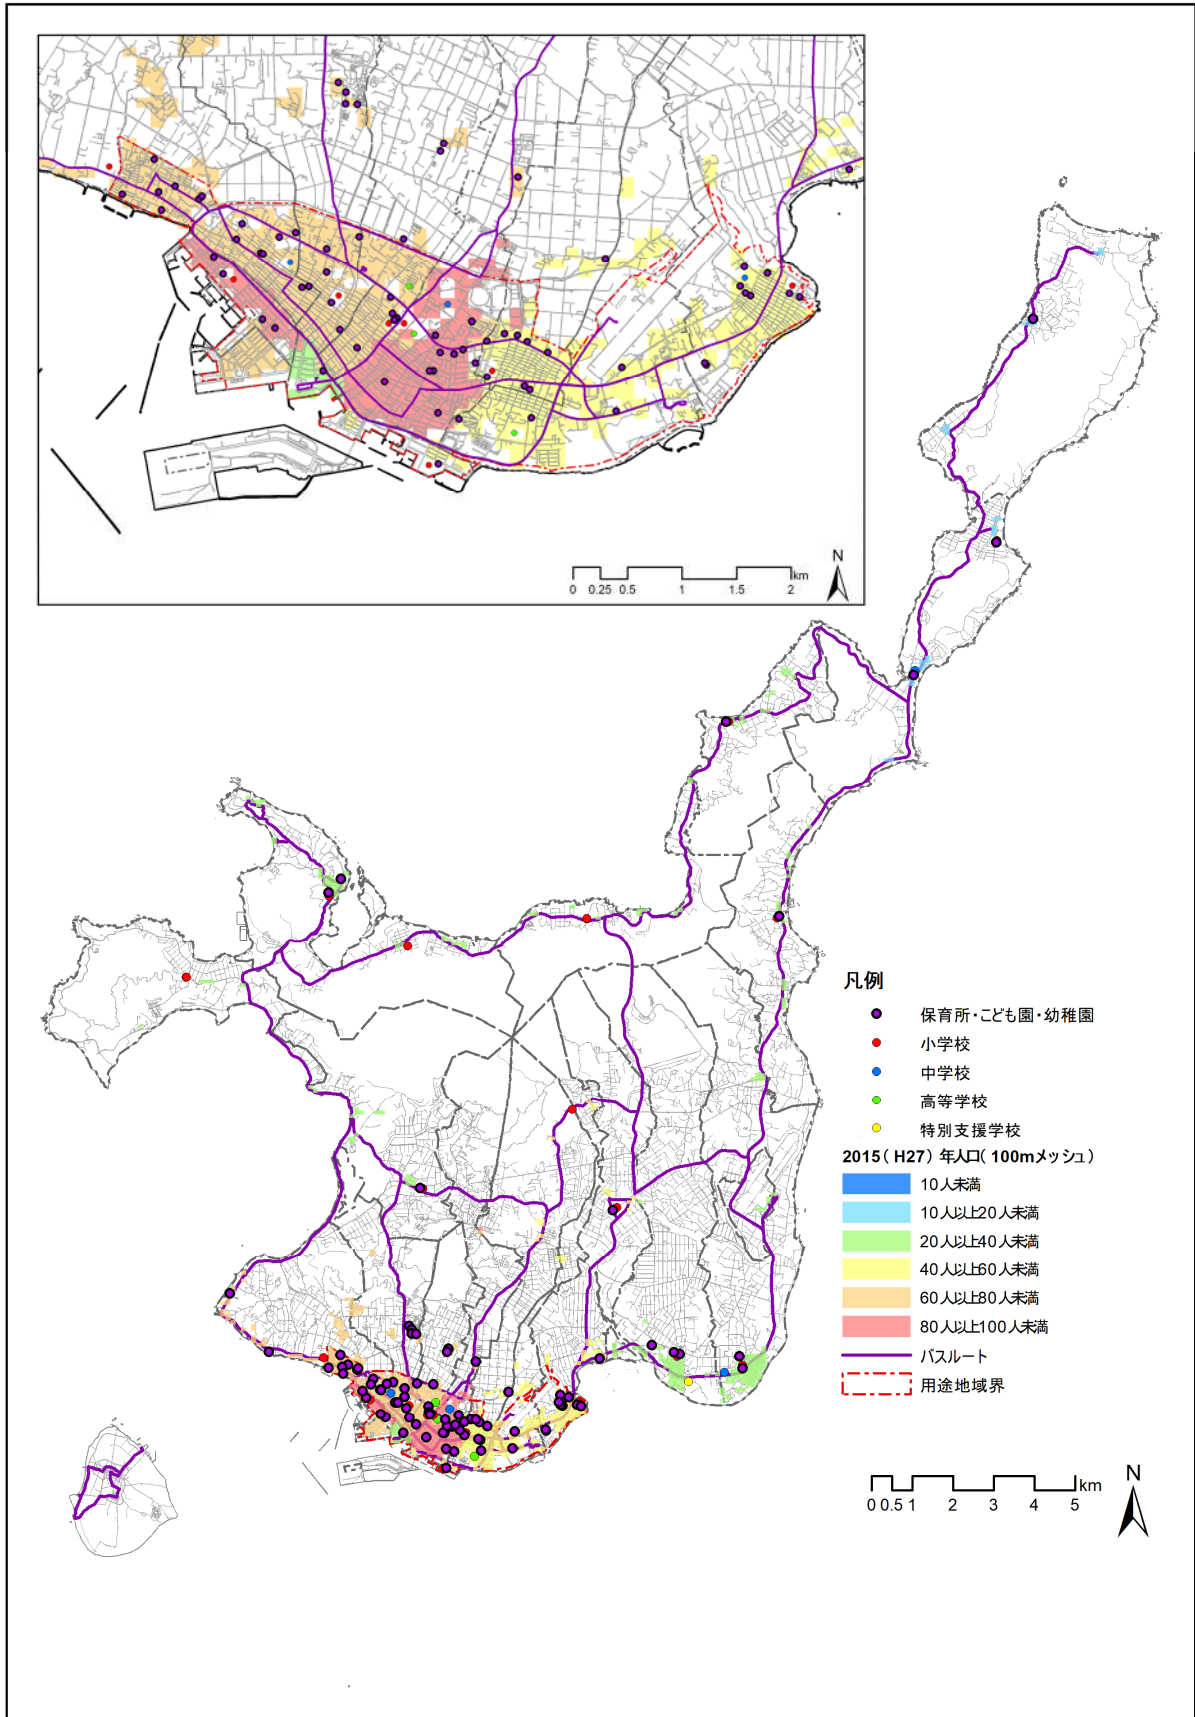 N
km
0 0.25 0.5 1 1.5 2
凡例
保育所・こども園・幼稚園
小学校
中学校
高等学校
特別支援学校
2015（H27）年人口（100mメッシュ）
10人未満
10人以上20人未満
20人以上40人未満
40人以上60人未満
60人以上80人未満
80人以上100人未満
バスルート
用途地域界
N
km
0 0.5 1 2 3 4 5